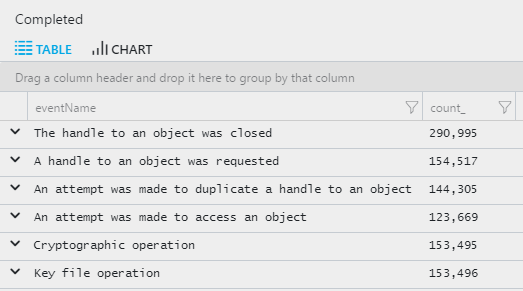 Completed
TABLE CHART
Drag a column header and drop it here to group by that column
eventName count_
The handle to an object was closed 290,995
A handle to an object was requested 154,517
An attempt was made to duplicate a handle to an object 144,305
An attempt was made to access an object 123,669
Cryptographic operation 153,495
Key file operation 153,496